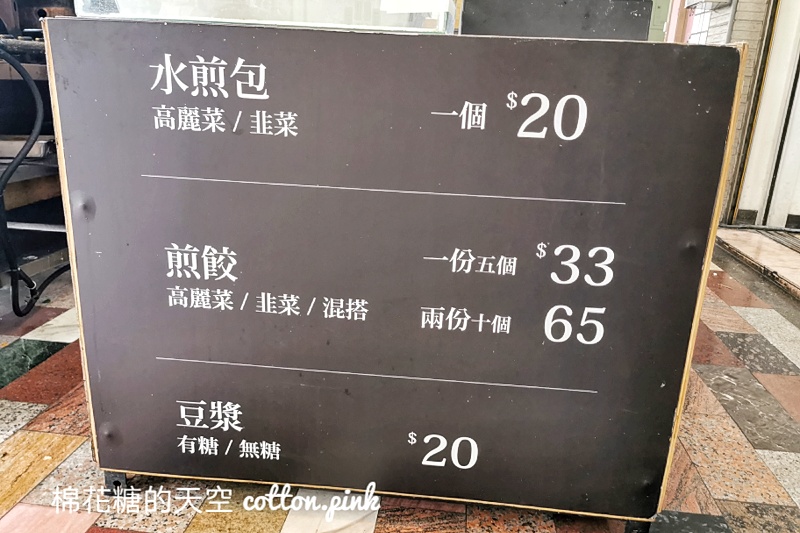 水煎包
高麗菜 / 韭菜 一個 $20
煎餃 一份五個 $33
高麗菜 / 韭菜 / 混搭 兩份十個 65
豆漿
有糖 / 無糖 $20
棉花糖的天空 cotton.pink